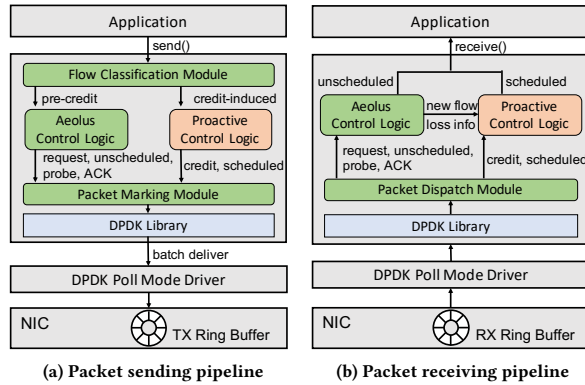 Application
send()
Flow Classification Module
pre-credit
credit-induced
Aeolus
Control Logic
Proactive
Control Logic
request, unscheduled,
probe, ACK
credit, scheduled
Packet Marking Module
DPDK Library
batch deliver
DPDK Poll Mode Driver
NIC
TX Ring Buffer
(a) Packet sending pipeline
Application
receive()
unscheduled
scheduled
Aeolus
Control Logic
new flow
loss info
Proactive
Control Logic
request, unscheduled,
probe, ACK
credit, scheduled
Packet Dispatch Module
DPDK Library
DPDK Poll Mode Driver
NIC
RX Ring Buffer
(b) Packet receiving pipeline